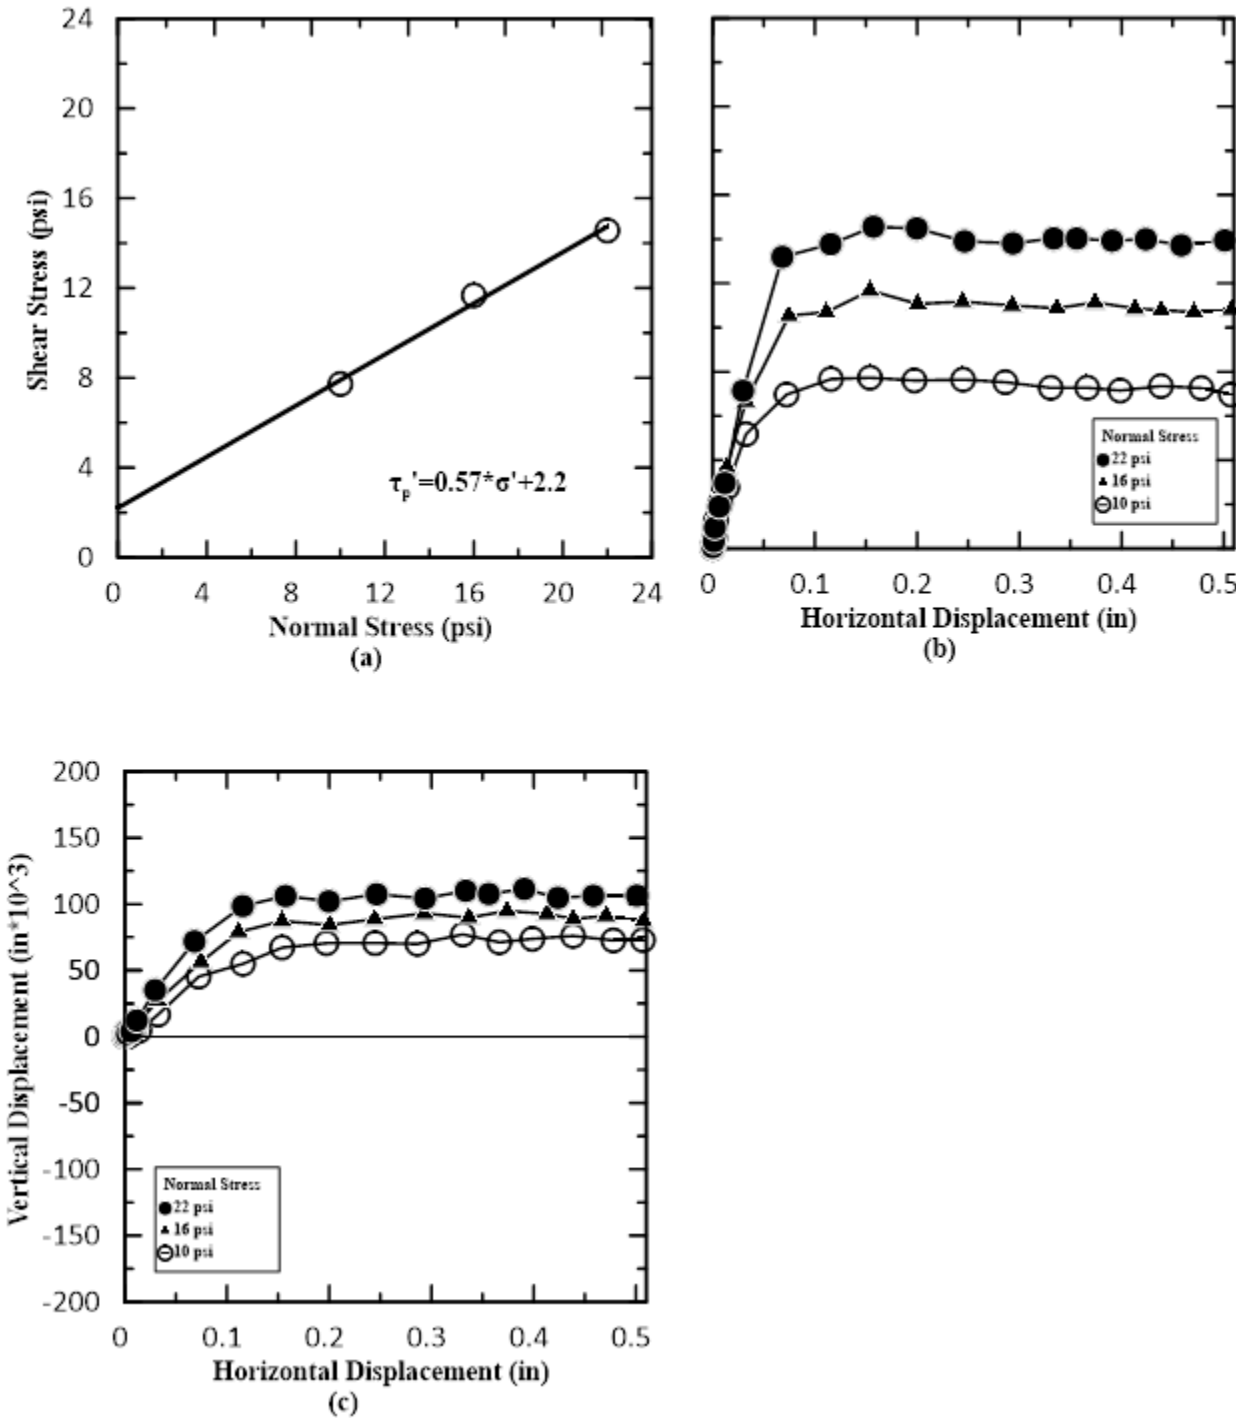 24
20
16
12
8
4
0
Shear Stress (psi)
τp'=0.57*σ'+2.2
0 4 8 12 16 20 24
Normal Stress (psi)
(a)
Normal Stress
22 psi
16 psi
10 psi
0 0.1 0.2 0.3 0.4 0.5
Horizontal Displacement (in)
(b)
200
150
100
50
0
-50
-100
-150
-200
Vertical Displacement (in*10^3)
Normal Stress
22 psi
16 psi
10 psi
0 0.1 0.2 0.3 0.4 0.5
Horizontal Displacement (in)
(c)